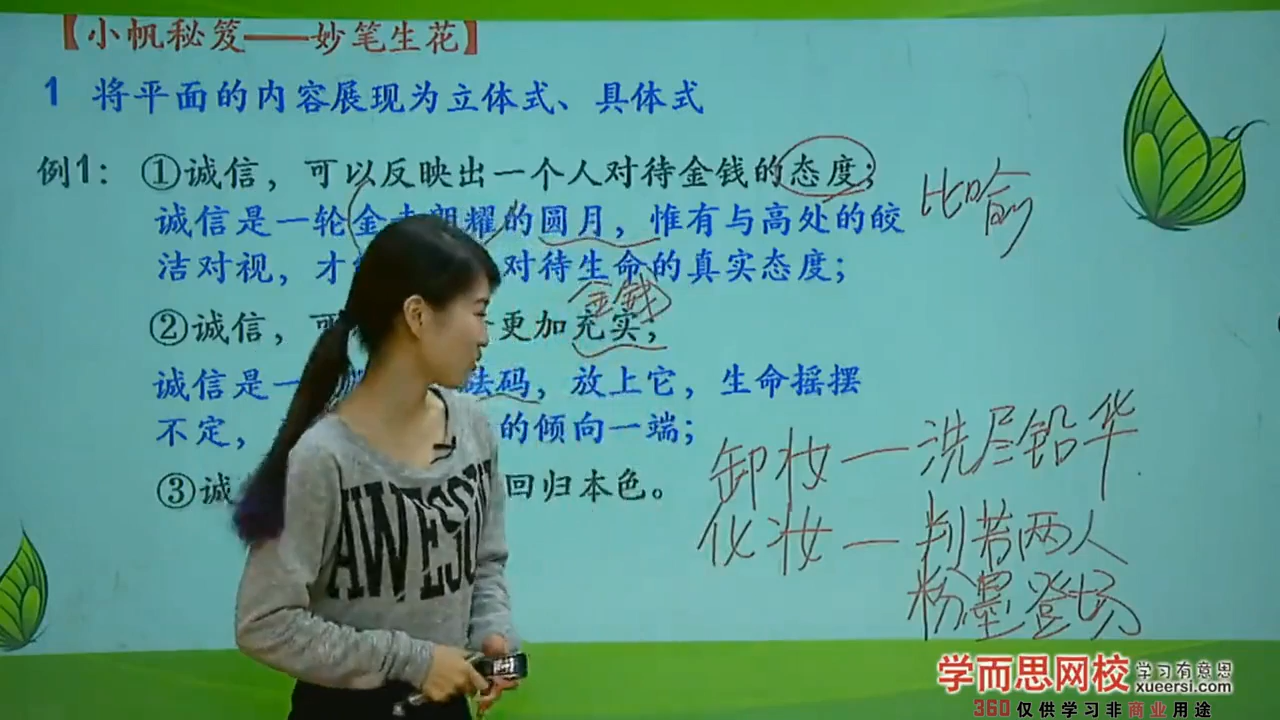 【小帆秘笈——妙笔生花】
1 将平面的内容展现为立体式、具体式
例1：①诚信，可以反映出一个人对待金钱的态度；
比喻
诚信是一轮金 耀的圆月，惟有与高处的皎
洁对视，才 对待生命的真实态度；
金钱
②诚信， 更加充实；
诚信是一 砝码，放上它，生命摇摆
不定， 的倾向一端；
③诚 回归本色。
卸妆—洗尽铅华
化妆—判若两人
粉墨登场
AWESO
学而思网校 学习有意思
xueersi.com
360仅供学习非商业用途